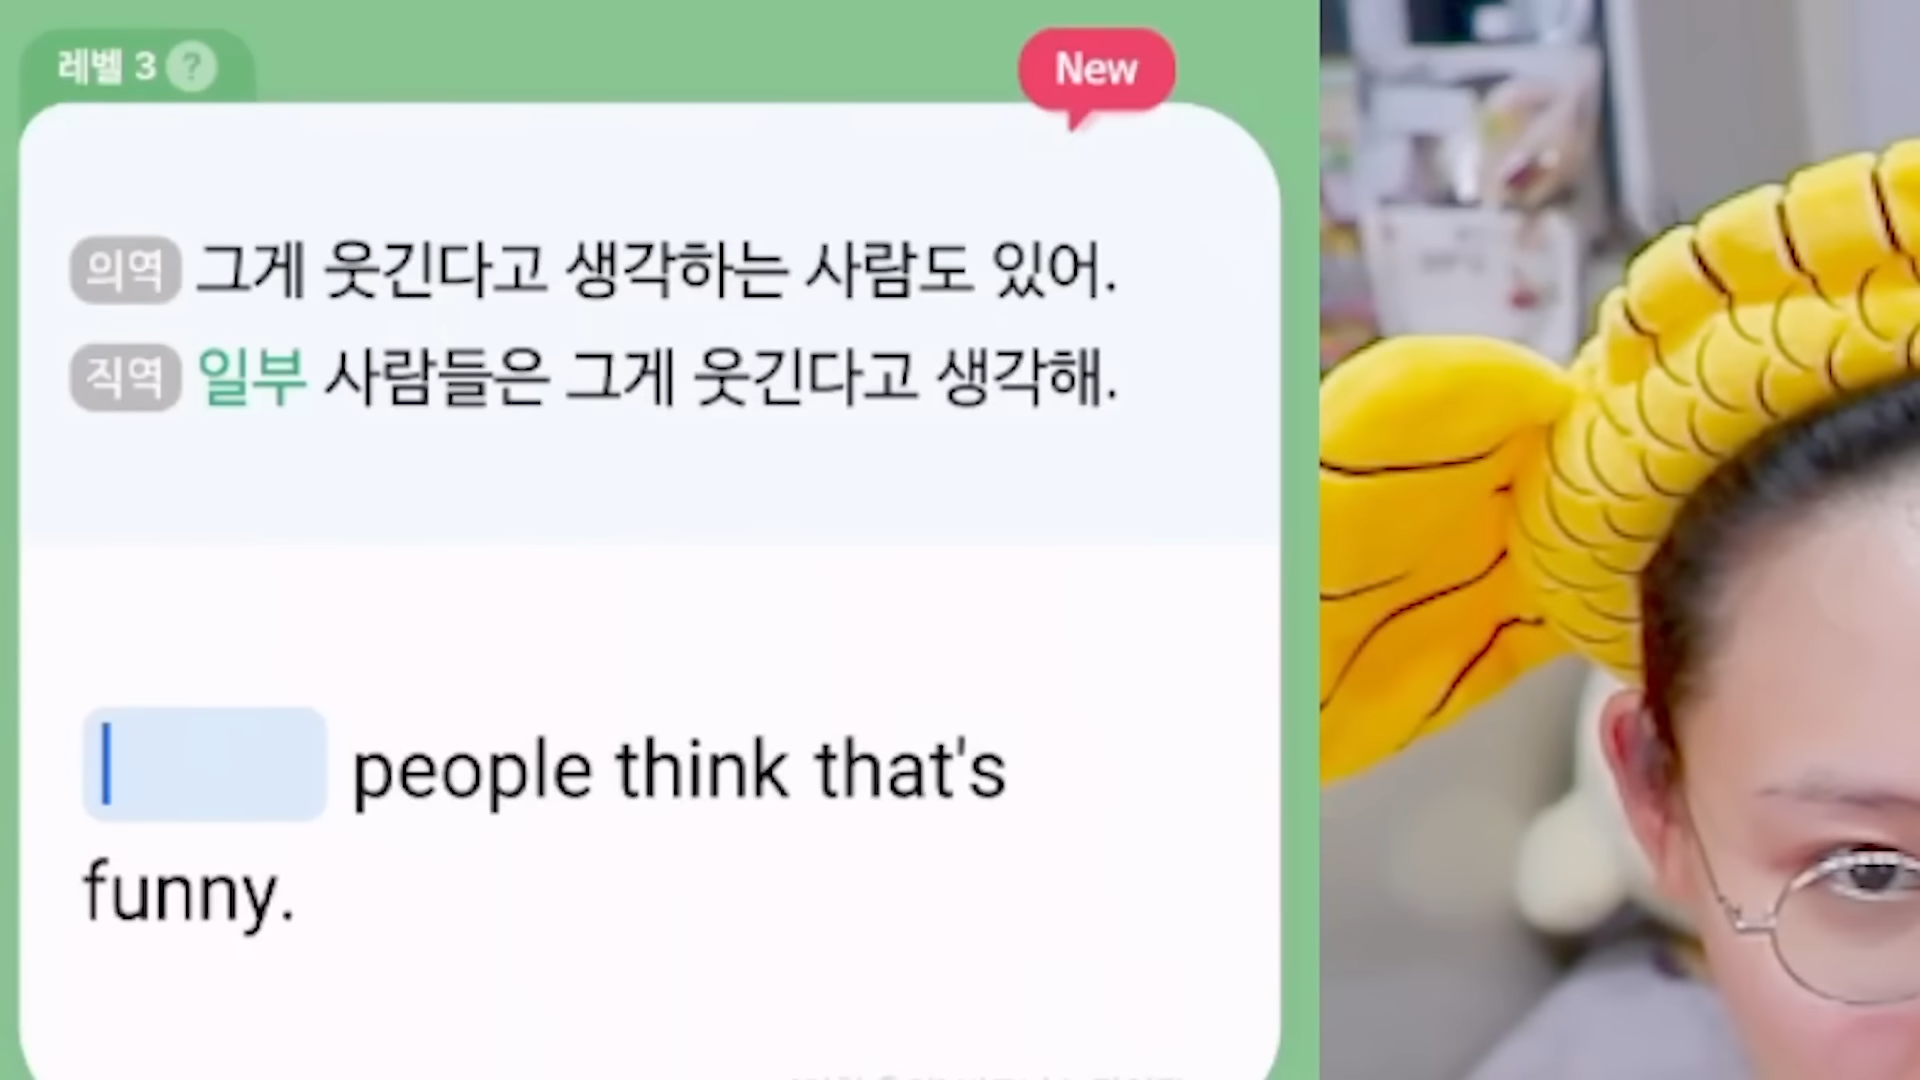 레벨 3 ?
New
의역 그게 웃긴다고 생각하는 사람도 있어.
직역 일부 사람들은 그게 웃긴다고 생각해.
people think that's
funny.